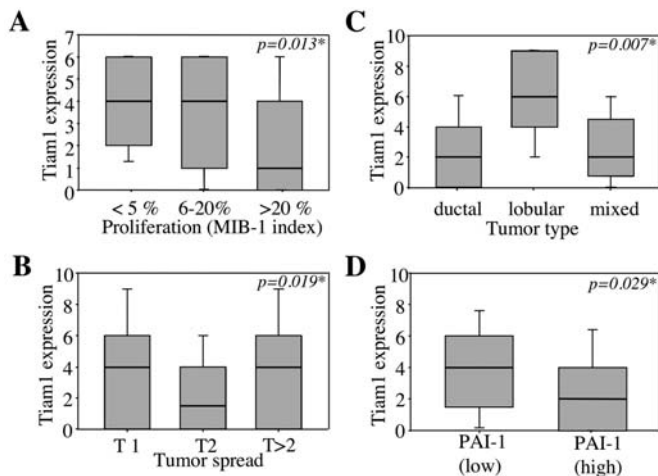 A
Tiam1 expression
7
6
5
4
3
2
1
0
p=0.013*
< 5 % 6-20% >20 %
Proliferation (MIB-1 index)
B
Tiam1 expression
10
8
6
4
2
0
p=0.019*
T 1 T2 T>2
Tumor spread
C
Tiam1 expression
10
8
6
4
2
0
p=0.007*
ductal lobular mixed
Tumor type
D
Tiam1 expression
10
8
6
4
2
0
p=0.029*
PAI-1 PAI-1
(low) (high)